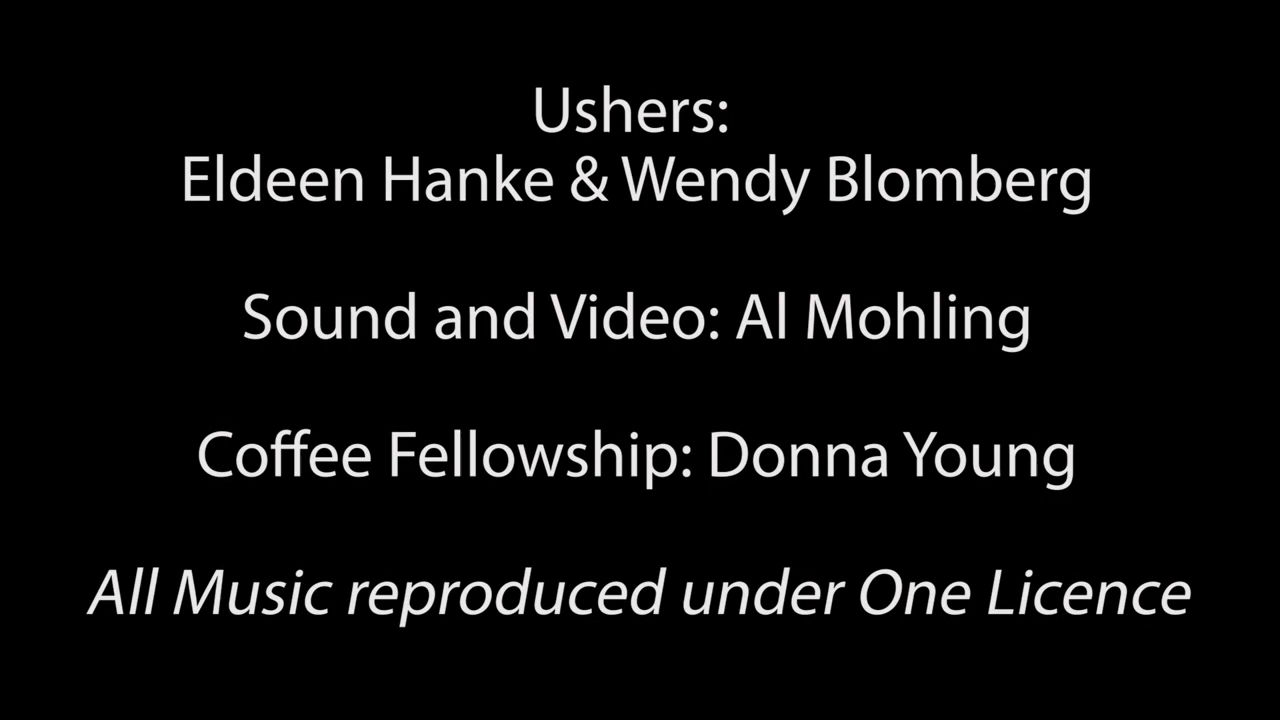 Ushers:
Eldeen Hanke & Wendy Blomberg
Sound and Video: Al Mohling
Coffee Fellowship: Donna Young
All Music reproduced under One Licence